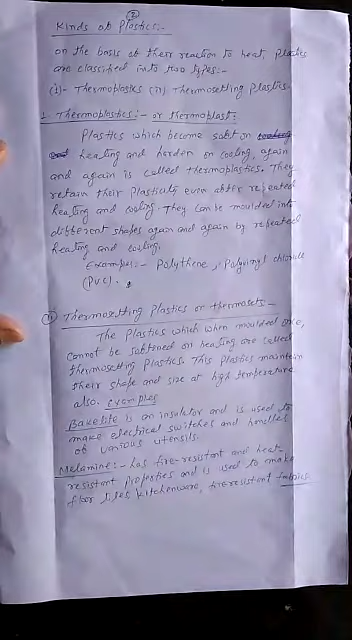 (2)
Kinds of Plastics:-
on the basis of their reaction to heat, Plastics
are classified into two types:-
(i)- Thermoplastics (ii) Thermosetting Plastics.
1. Thermoplastics:- or thermoplast:
Plastics which become soft on
heating and harden on cooling, again
and again is called thermoplastics. They
retain their Plasticity even after repeated
heating and cooling. They can be moulded into
different shapes again and again by repeated
heating and cooling.
Example:- Polythene, Polyvinyl chloride
(PVC).
② Thermosetting Plastics or thermosets -
The Plastics which when moulded once,
cannot be softened on heating are called
thermosetting Plastics. This Plastics maintain
their shape and size at high temperature
also. examples
Bakelite is an insulator and is used to
make electrical switches and handles
of various utensils.
Melamine:- has fire-resistant and heat-
resistant Properties and is used to make
floor tiles, kitchenware, fire-resistant fabrics.